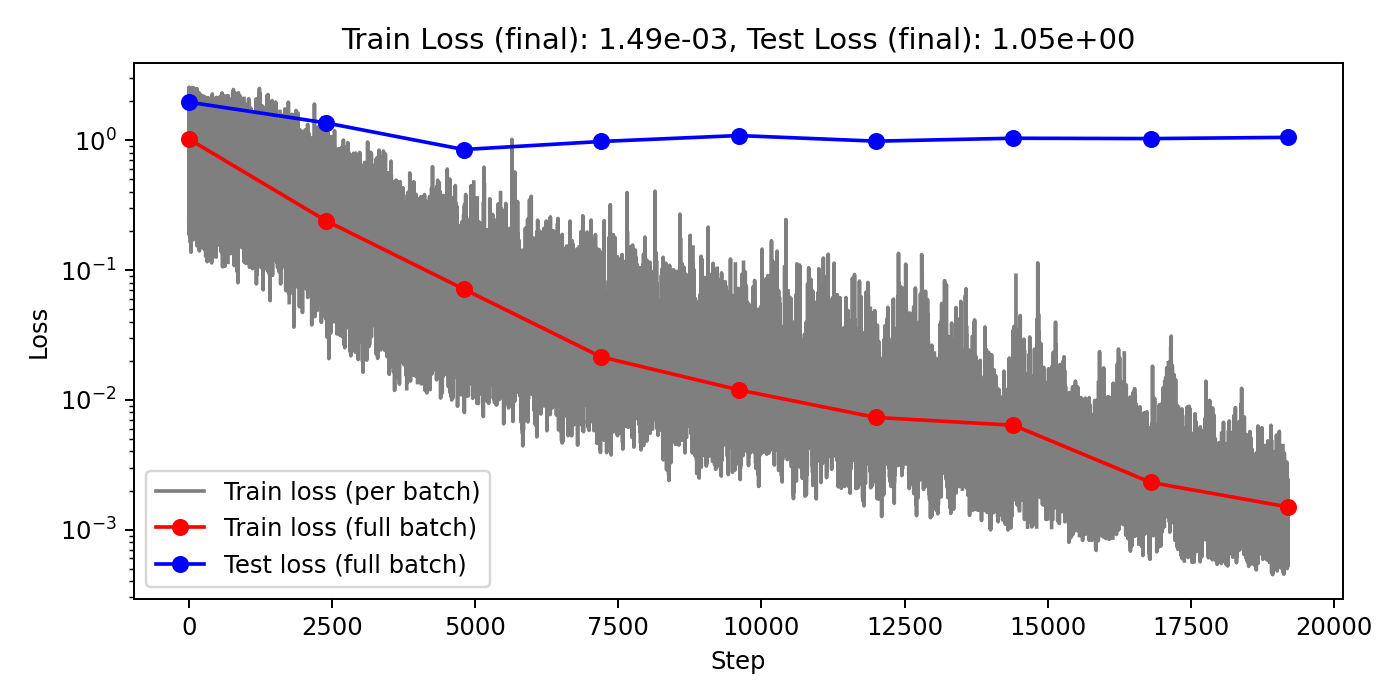 Train Loss (final): 1.49e-03, Test Loss (final): 1.05e+00
Loss
10⁰
10⁻¹
10⁻²
10⁻³
Train loss (per batch)
Train loss (full batch)
Test loss (full batch)
0 2500 5000 7500 10000 12500 15000 17500 20000
Step